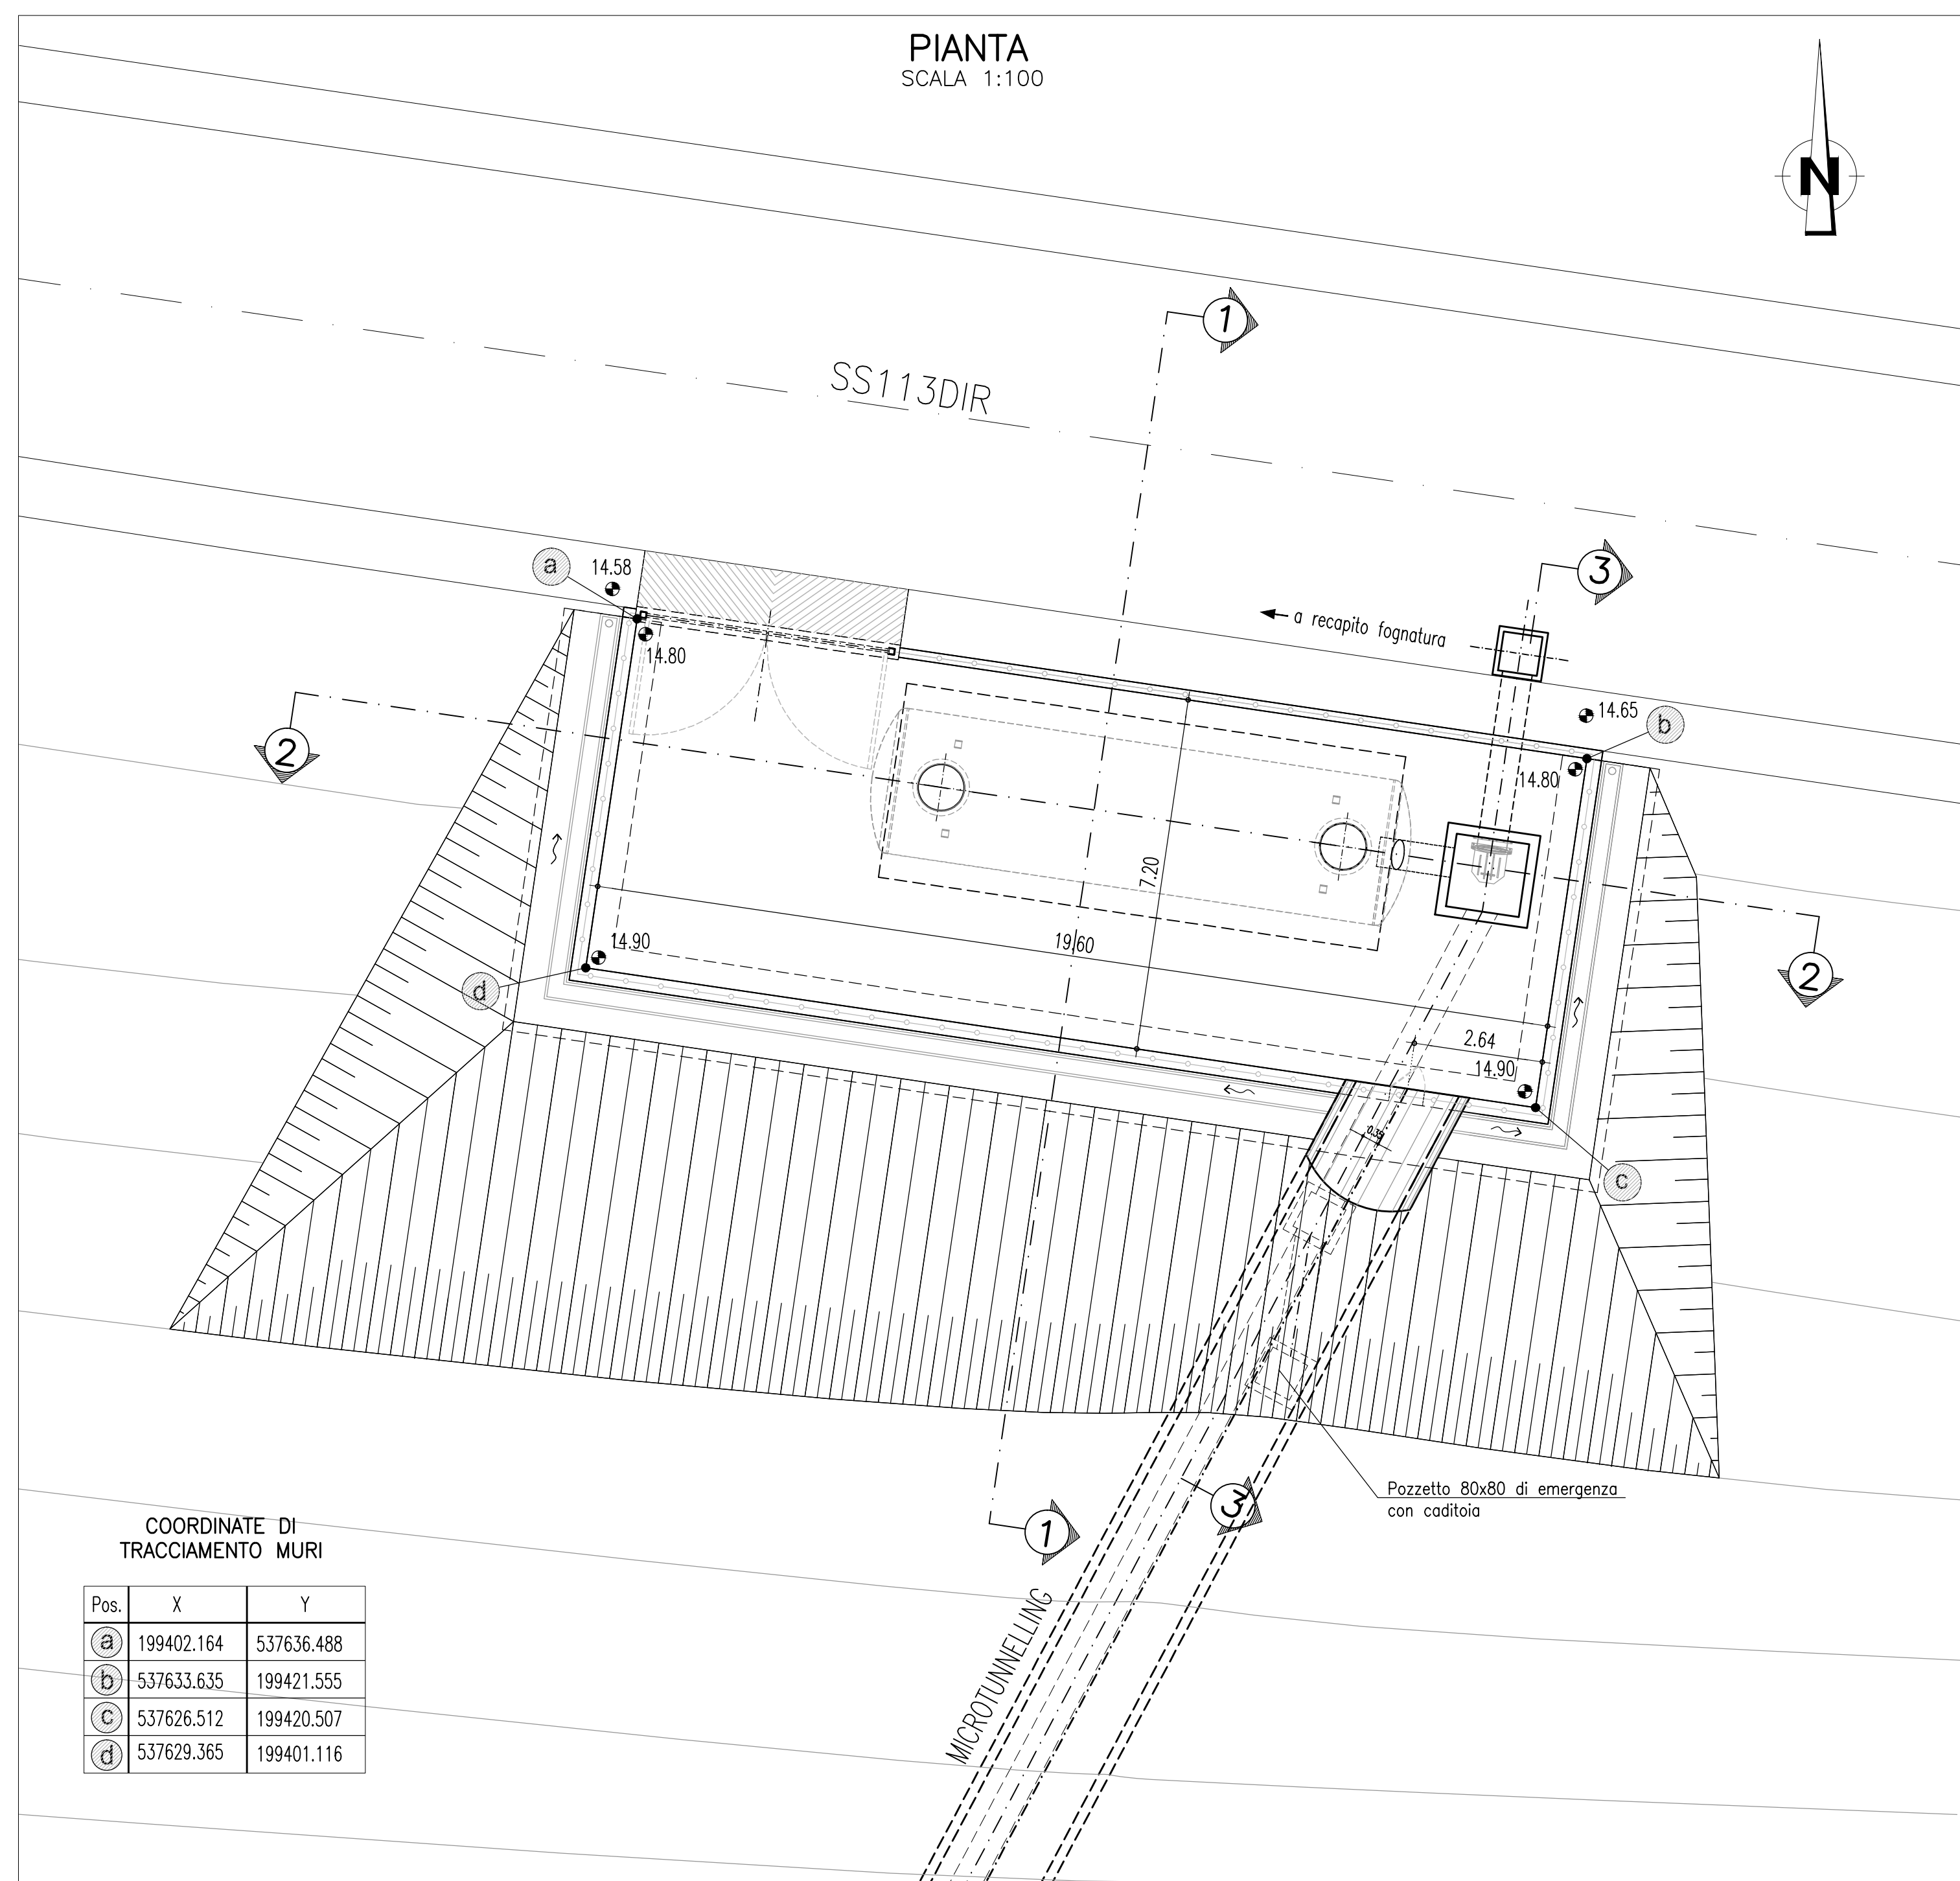 PIANTA
SCALA 1:100
N
1
SS113DIR
3
a
14.58
a recapito fognatura
14.80
14.65
b
2
14.80
7.20
14.90
19.60
d
2
2.64
14.90
0.35
c
Pozzetto 80x80 di emergenza
con caditoia
3
1
MICROTUNNELLING
COORDINATE DI
TRACCIAMENTO MURI
Pos. X Y
a 199402.164 537636.488
b 537633.635 199421.555
c 537626.512 199420.507
d 537629.365 199401.116